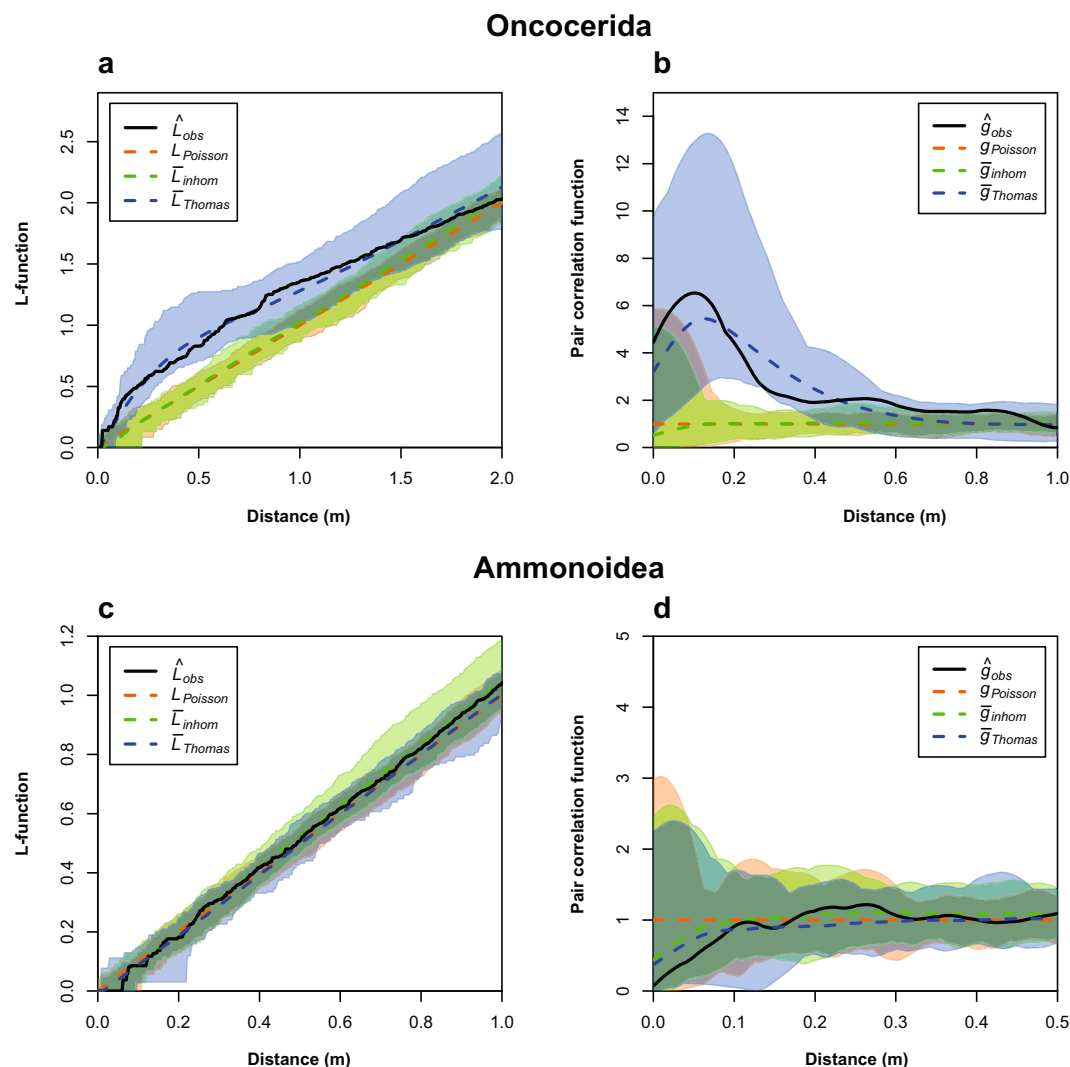 Oncocerida
a
L̂obs
LPoisson
L̄inhom
L̄Thomas
L-function
0.0 0.5 1.0 1.5 2.0 2.5
0.0 0.5 1.0 1.5 2.0
Distance (m)
b
ĝobs
gPoisson
ḡinhom
ḡThomas
Pair correlation function
0 2 4 6 8 10 12 14
0.0 0.2 0.4 0.6 0.8 1.0
Distance (m)
Ammonoidea
c
L̂obs
LPoisson
L̄inhom
L̄Thomas
L-function
0.0 0.2 0.4 0.6 0.8 1.0 1.2
0.0 0.2 0.4 0.6 0.8 1.0
Distance (m)
d
ĝobs
gPoisson
ḡinhom
ḡThomas
Pair correlation function
0 1 2 3 4 5
0.0 0.1 0.2 0.3 0.4 0.5
Distance (m)